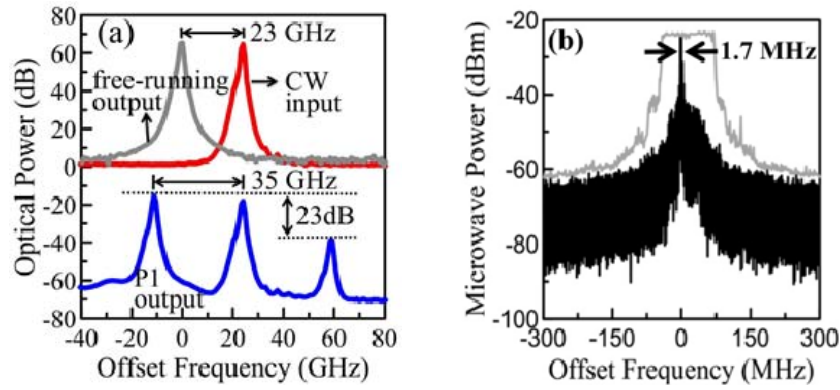 (a)
23 GHz
free-running
output
CW
input
80
60
40
20
0
-20
-40
-60
-80
Optical Power (dB)
35 GHz
23dB
P1
output
-40 -20 0 20 40 60 80
Offset Frequency (GHz)
(b)
1.7 MHz
-20
-40
-60
-80
-100
Microwave Power (dBm)
-300 -150 0 150 300
Offset Frequency (MHz)